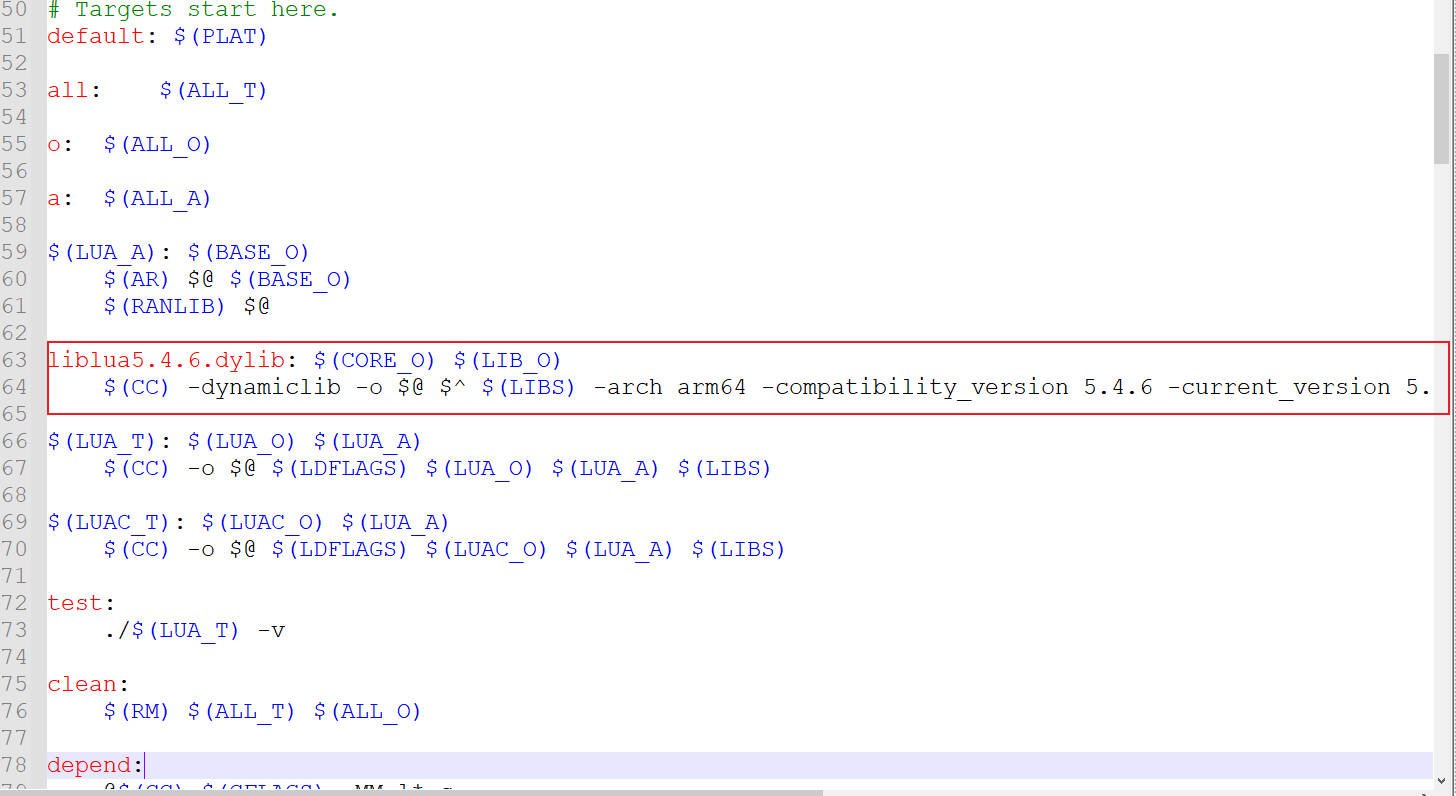 50 # Targets start here.
51 default: $(PLAT)
52
53 all:    $(ALL_T)
54
55 o:  $(ALL_O)
56
57 a:  $(ALL_A)
58
59 $(LUA_A): $(BASE_O)
60     $(AR) $@ $(BASE_O)
61     $(RANLIB) $@
62
63 liblua5.4.6.dylib: $(CORE_O) $(LIB_O)
64     $(CC) -dynamiclib -o $@ $^ $(LIBS) -arch arm64 -compatibility_version 5.4.6 -current_version 5.
65
66 $(LUA_T): $(LUA_O) $(LUA_A)
67     $(CC) -o $@ $(LDFLAGS) $(LUA_O) $(LUA_A) $(LIBS)
68
69 $(LUAC_T): $(LUAC_O) $(LUA_A)
70     $(CC) -o $@ $(LDFLAGS) $(LUAC_O) $(LUA_A) $(LIBS)
71
72 test:
73     ./$(LUA_T) -v
74
75 clean:
76     $(RM) $(ALL_T) $(ALL_O)
77
78 depend: